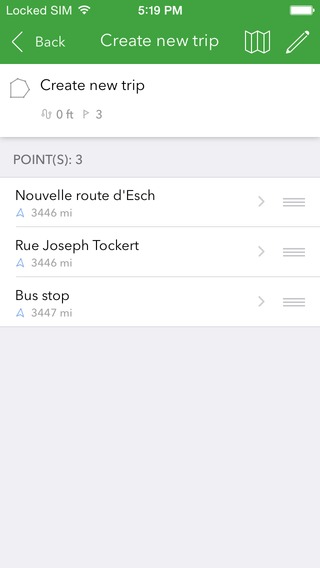 Locked SIM 5:19 PM
Back Create new trip
Create new trip
0 ft 3
POINT(S): 3
Nouvelle route d'Esch
3446 mi
Rue Joseph Tockert
3446 mi
Bus stop
3447 mi